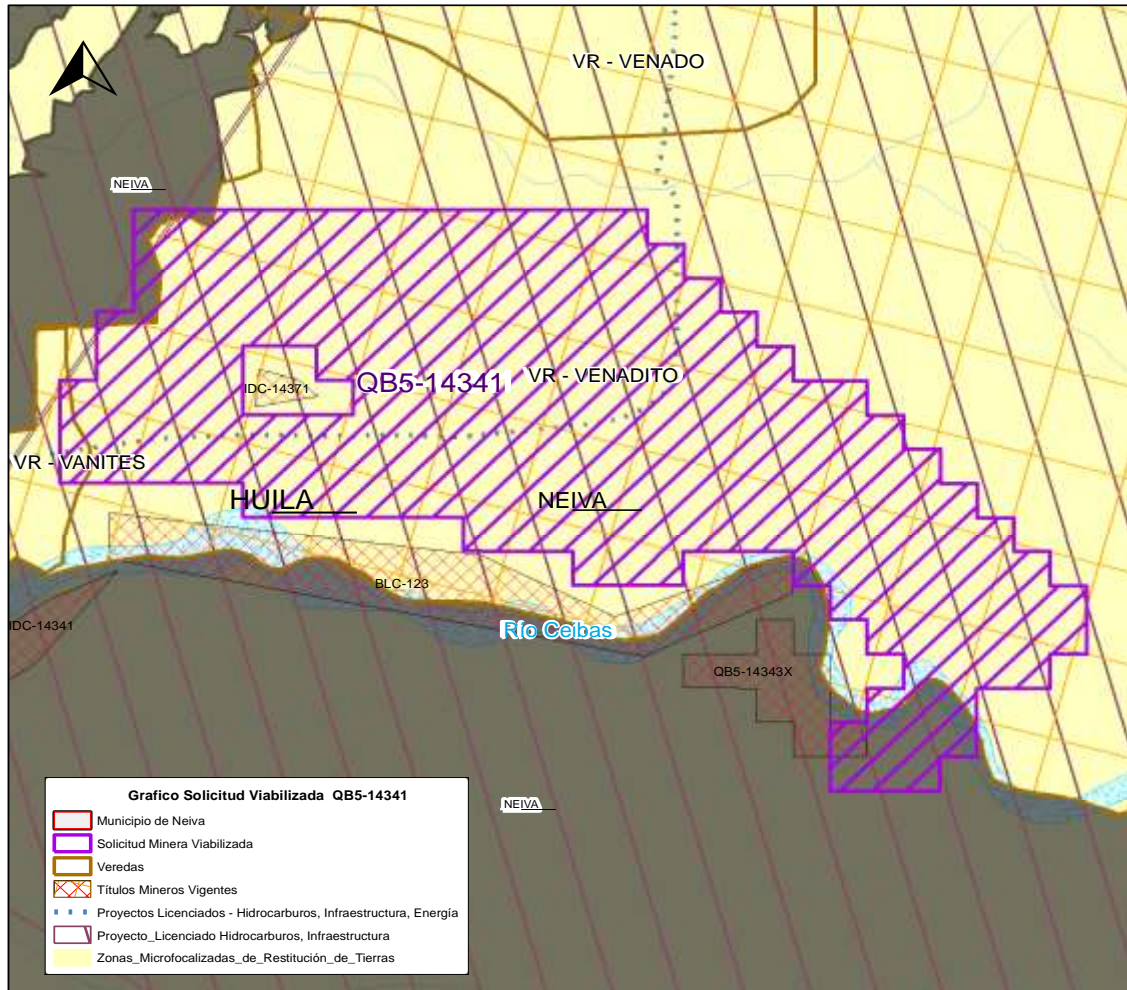 VR - VENADO
NEIVA
IDC-14371
QB5-14341
VR - VENADITO
VR - VANITES
HUILA
NEIVA
BLC-123
IDC-14341
Río Ceibas
QB5-14343X
NEIVA
Grafico Solicitud Viabilizada QB5-14341
Municipio de Neiva
Solicitud Minera Viabilizada
Veredas
Títulos Mineros Vigentes
Proyectos Licenciados - Hidrocarburos, Infraestructura, Energía
Proyecto_Licenciado Hidrocarburos, Infraestructura
Zonas_Microfocalizadas_de_Restitución_de_Tierras